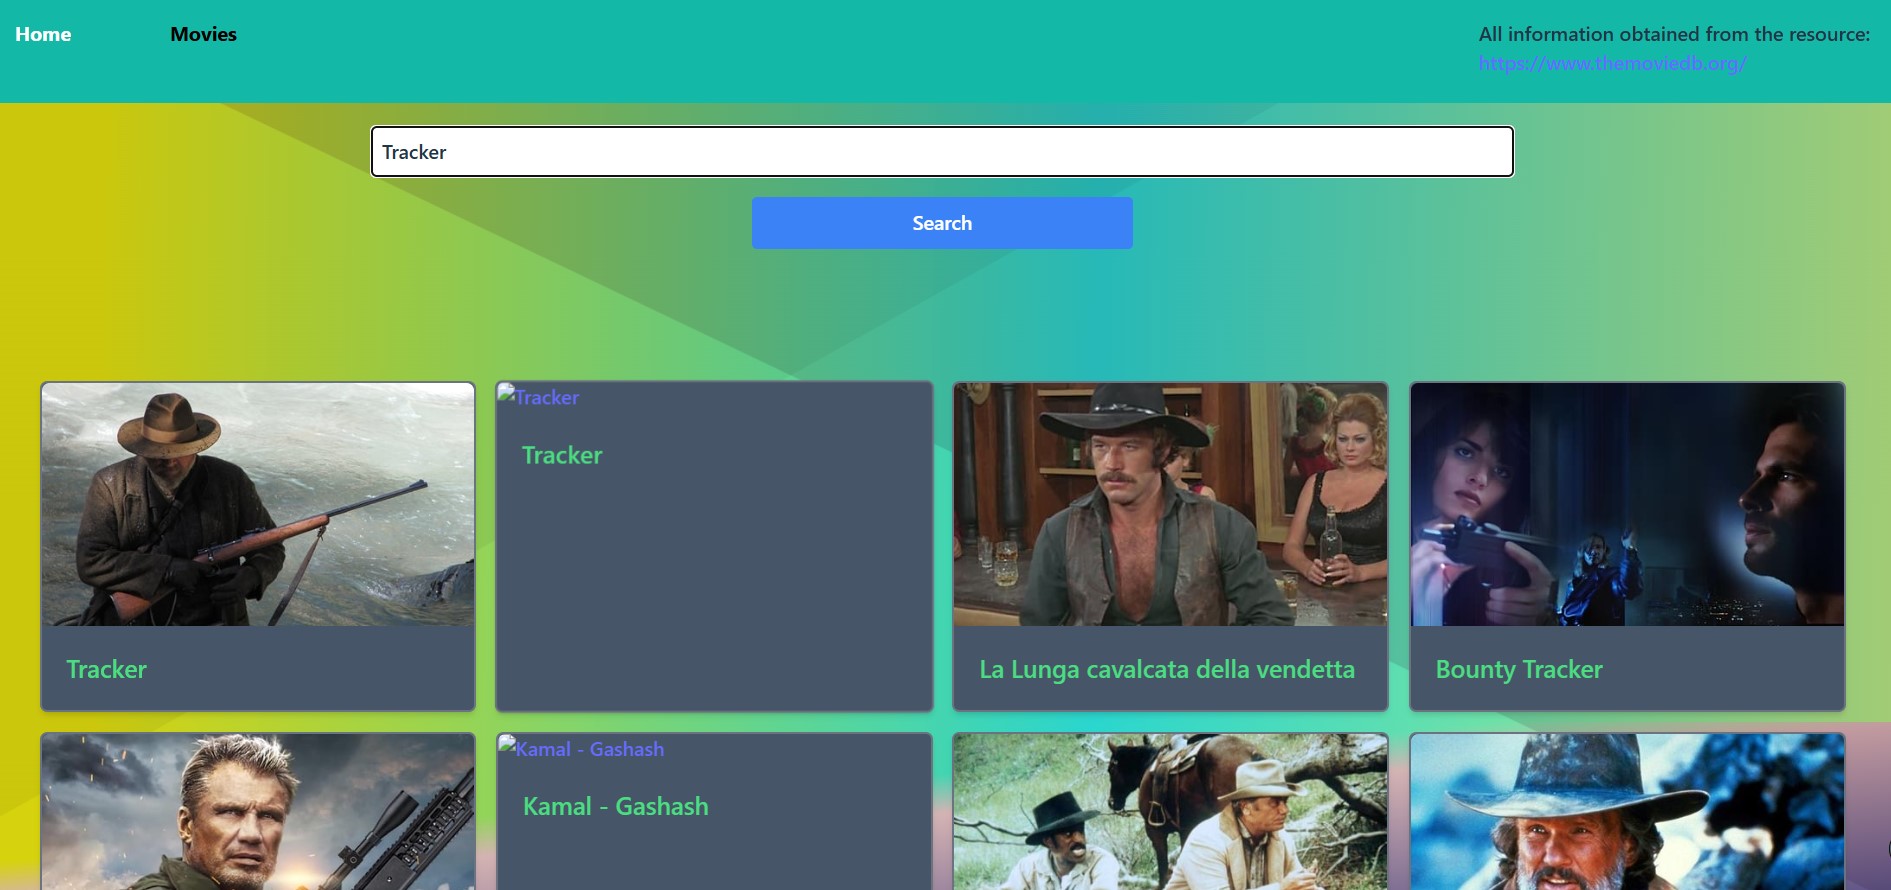 Home
Movies
All information obtained from the resource:
https://www.themoviedb.org/
Tracker
Search
Tracker
Tracker
Tracker
La Lunga cavalcata della vendetta
Bounty Tracker
Kamal - Gashash
Kamal - Gashash